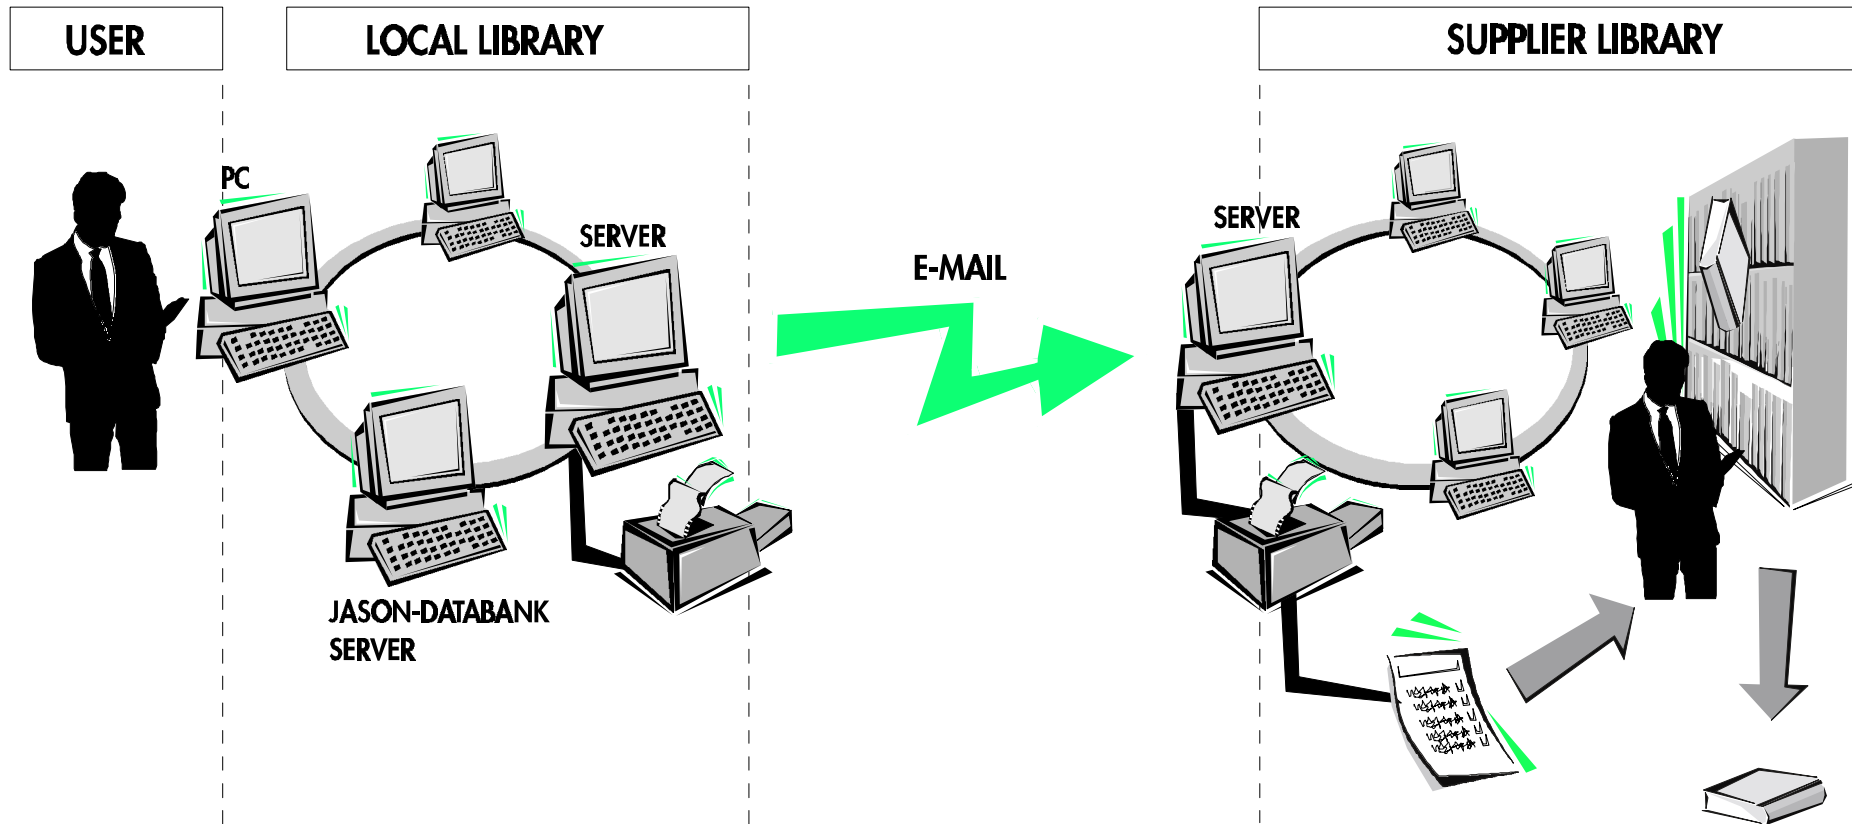 USER
LOCAL LIBRARY
SUPPLIER LIBRARY
PC
SERVER
SERVER
E-MAIL
JASON-DATABANK
SERVER